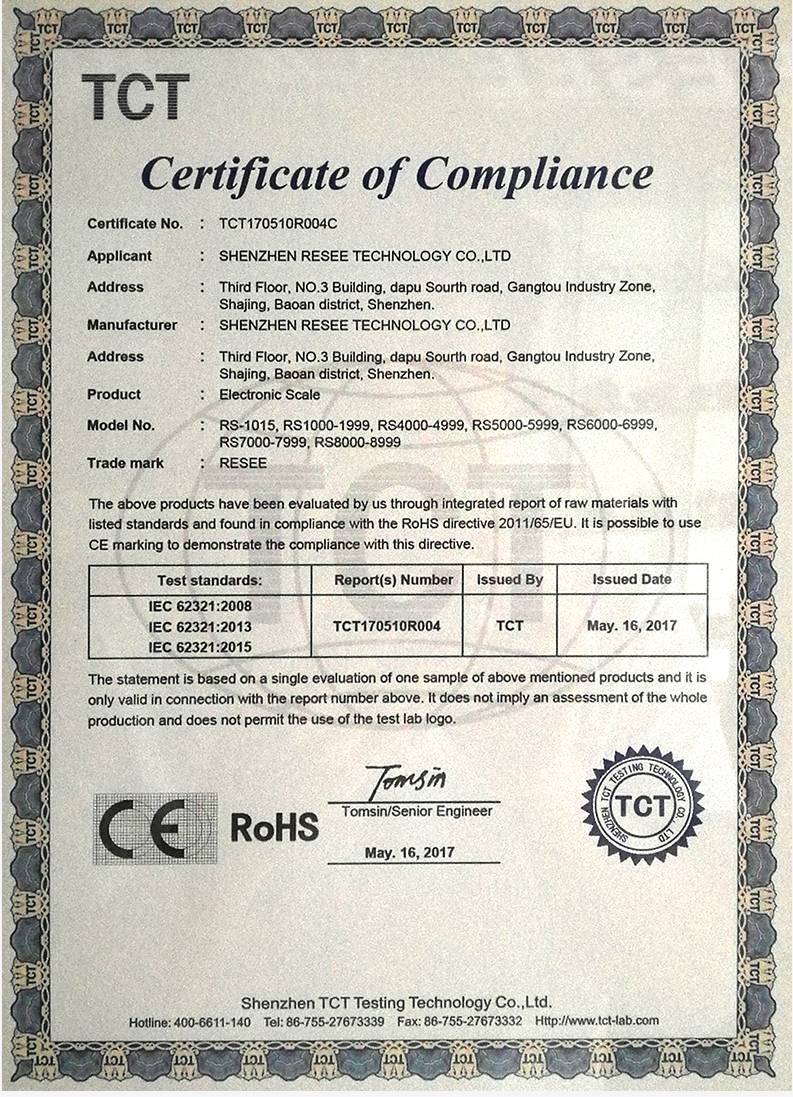 TCT
Certificate of Compliance
Certificate No. : TCT170510R004C
Applicant : SHENZHEN RESEE TECHNOLOGY CO.,LTD
Address : Third Floor, NO.3 Building, dapu Sourth road, Gangtou Industry Zone,
Shajing, Baoan district, Shenzhen.
Manufacturer : SHENZHEN RESEE TECHNOLOGY CO.,LTD
Address : Third Floor, NO.3 Building, dapu Sourth road, Gangtou Industry Zone,
Shajing, Baoan district, Shenzhen.
Product : Electronic Scale
Model No. : RS-1015, RS1000-1999, RS4000-4999, RS5000-5999, RS6000-6999,
RS7000-7999, RS8000-8999
Trade mark : RESEE
The above products have been evaluated by us through integrated report of raw materials with
listed standards and found in compliance with the RoHS directive 2011/65/EU. It is possible to use
CE marking to demonstrate the compliance with this directive.
Test standards: Report(s) Number Issued By Issued Date
IEC 62321:2008
IEC 62321:2013 TCT170510R004 TCT May. 16, 2017
IEC 62321:2015
The statement is based on a single evaluation of one sample of above mentioned products and it is
only valid in connection with the report number above. It does not imply an assessment of the whole
production and does not permit the use of the test lab logo.
Tomsin
CE RoHS
Tomsin/Senior Engineer
May. 16, 2017
SHENZHEN TCT TESTING TECHNOLOGY CO., LTD
TCT
Shenzhen TCT Testing Technology Co.,Ltd.
Hotline: 400-6611-140 Tel: 86-755-27673339 Fax: 86-755-27673332 Http://www.tct-lab.com